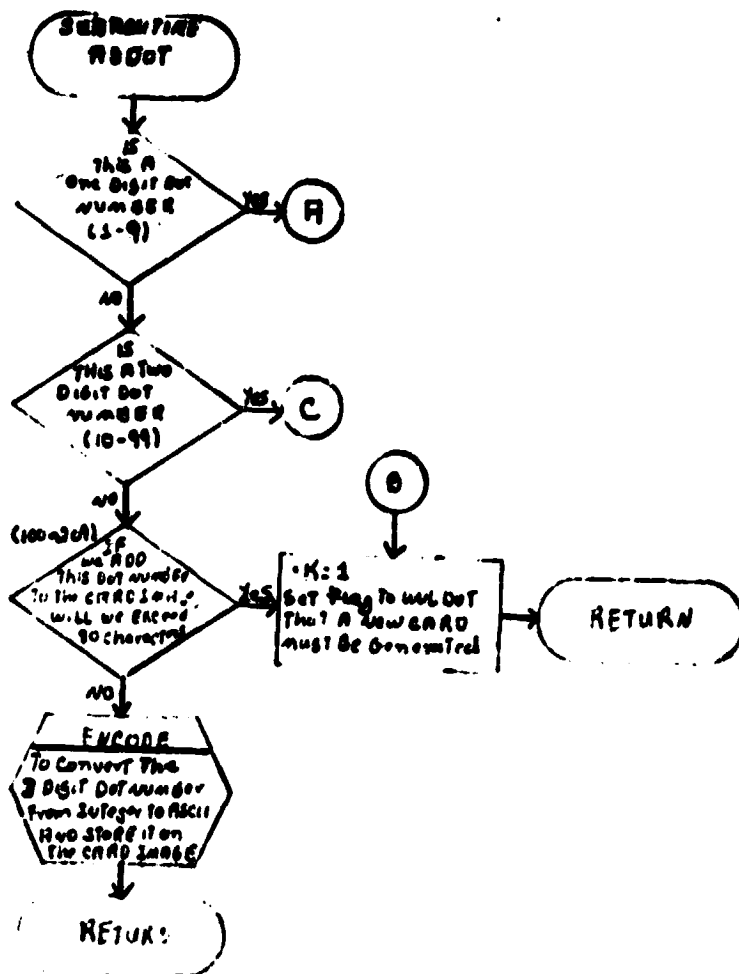 SUBROUTINE
ADDOT
IS
This A
One Digit Dot
NUMBER
(1-9)
Yes
A
NO
IS
THIS A TWO
DIGIT DOT
NUMBER
(10-99)
Yes
C
NO
B
IF
we ADD
This Dot Number
To the CARD
will we Exceed
Yes
K=1
Set Flag To
That A New CARD
Must Be Generated
RETURN
NO
ENCODE
To Convert The
3 Digit Dot Number
From Integer to ASCII
AND STORE IT on
The CARD IMAGE
RETURN